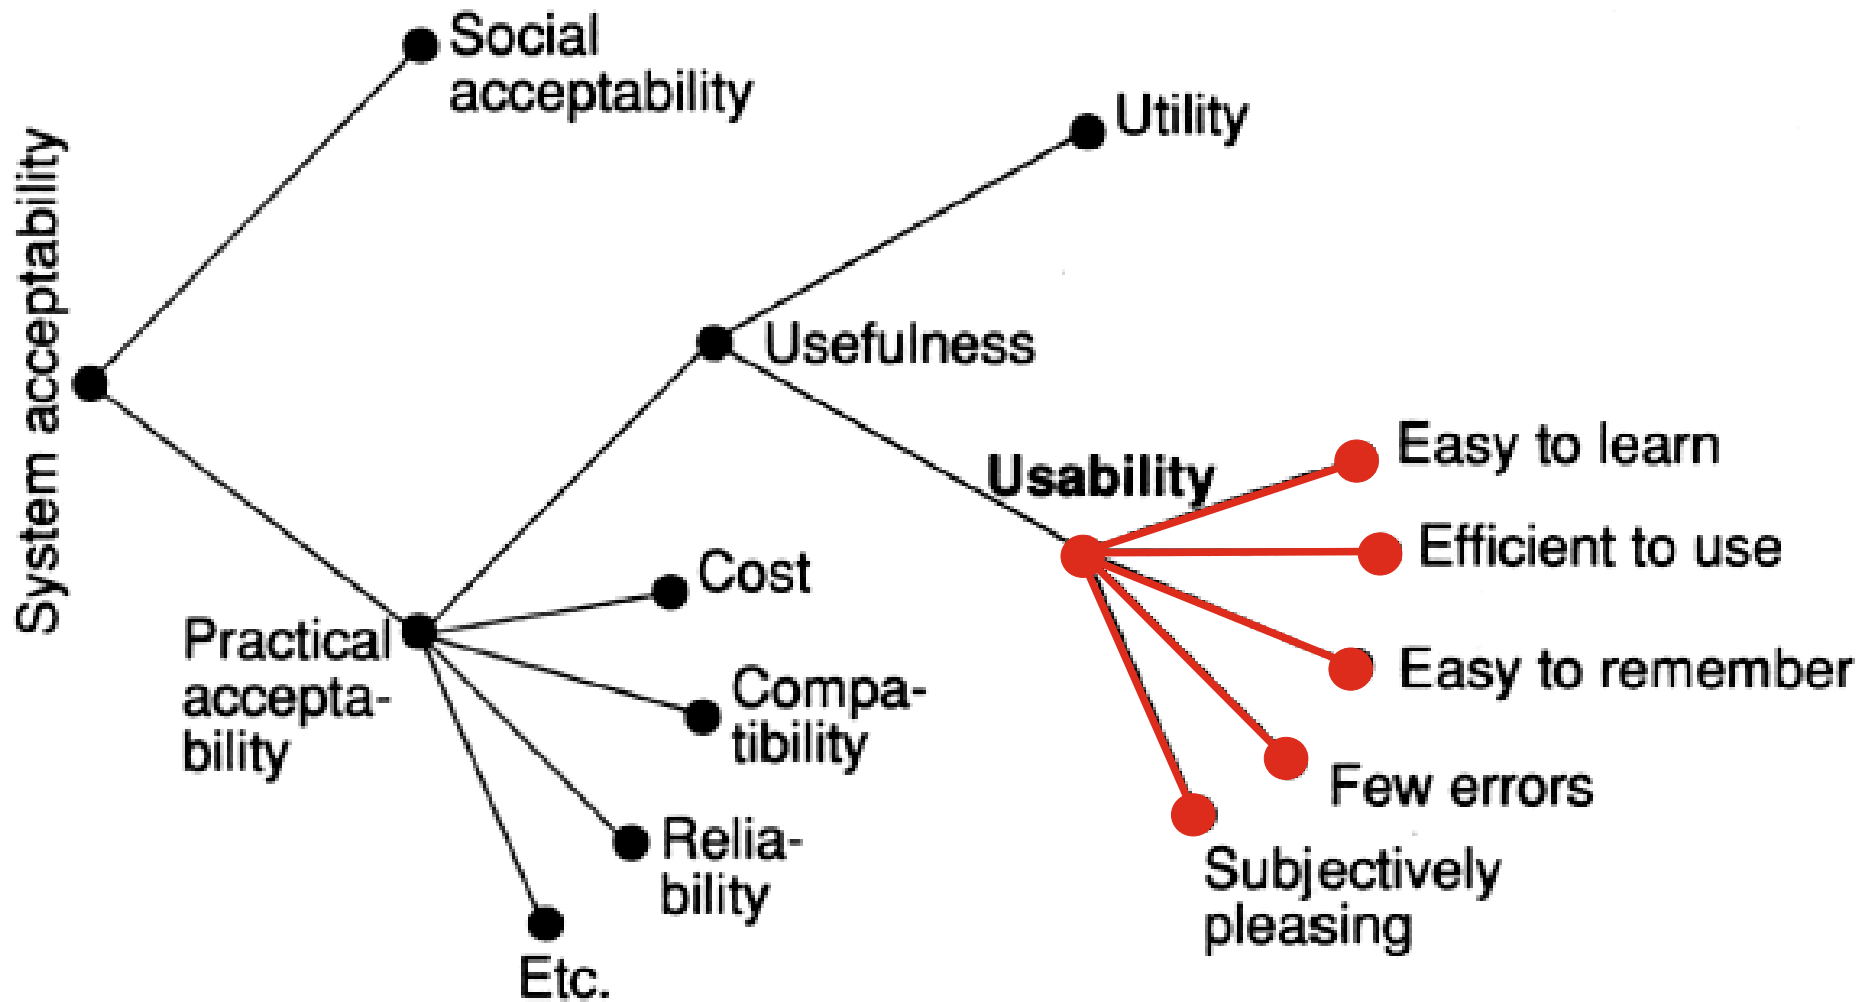 System acceptability
Social
acceptability
Utility
Usefulness
Usability
Easy to learn
Efficient to use
Easy to remember
Few errors
Subjectively
pleasing
Practical
accepta-
bility
Cost
Compa-
tibility
Relia-
bility
Etc.